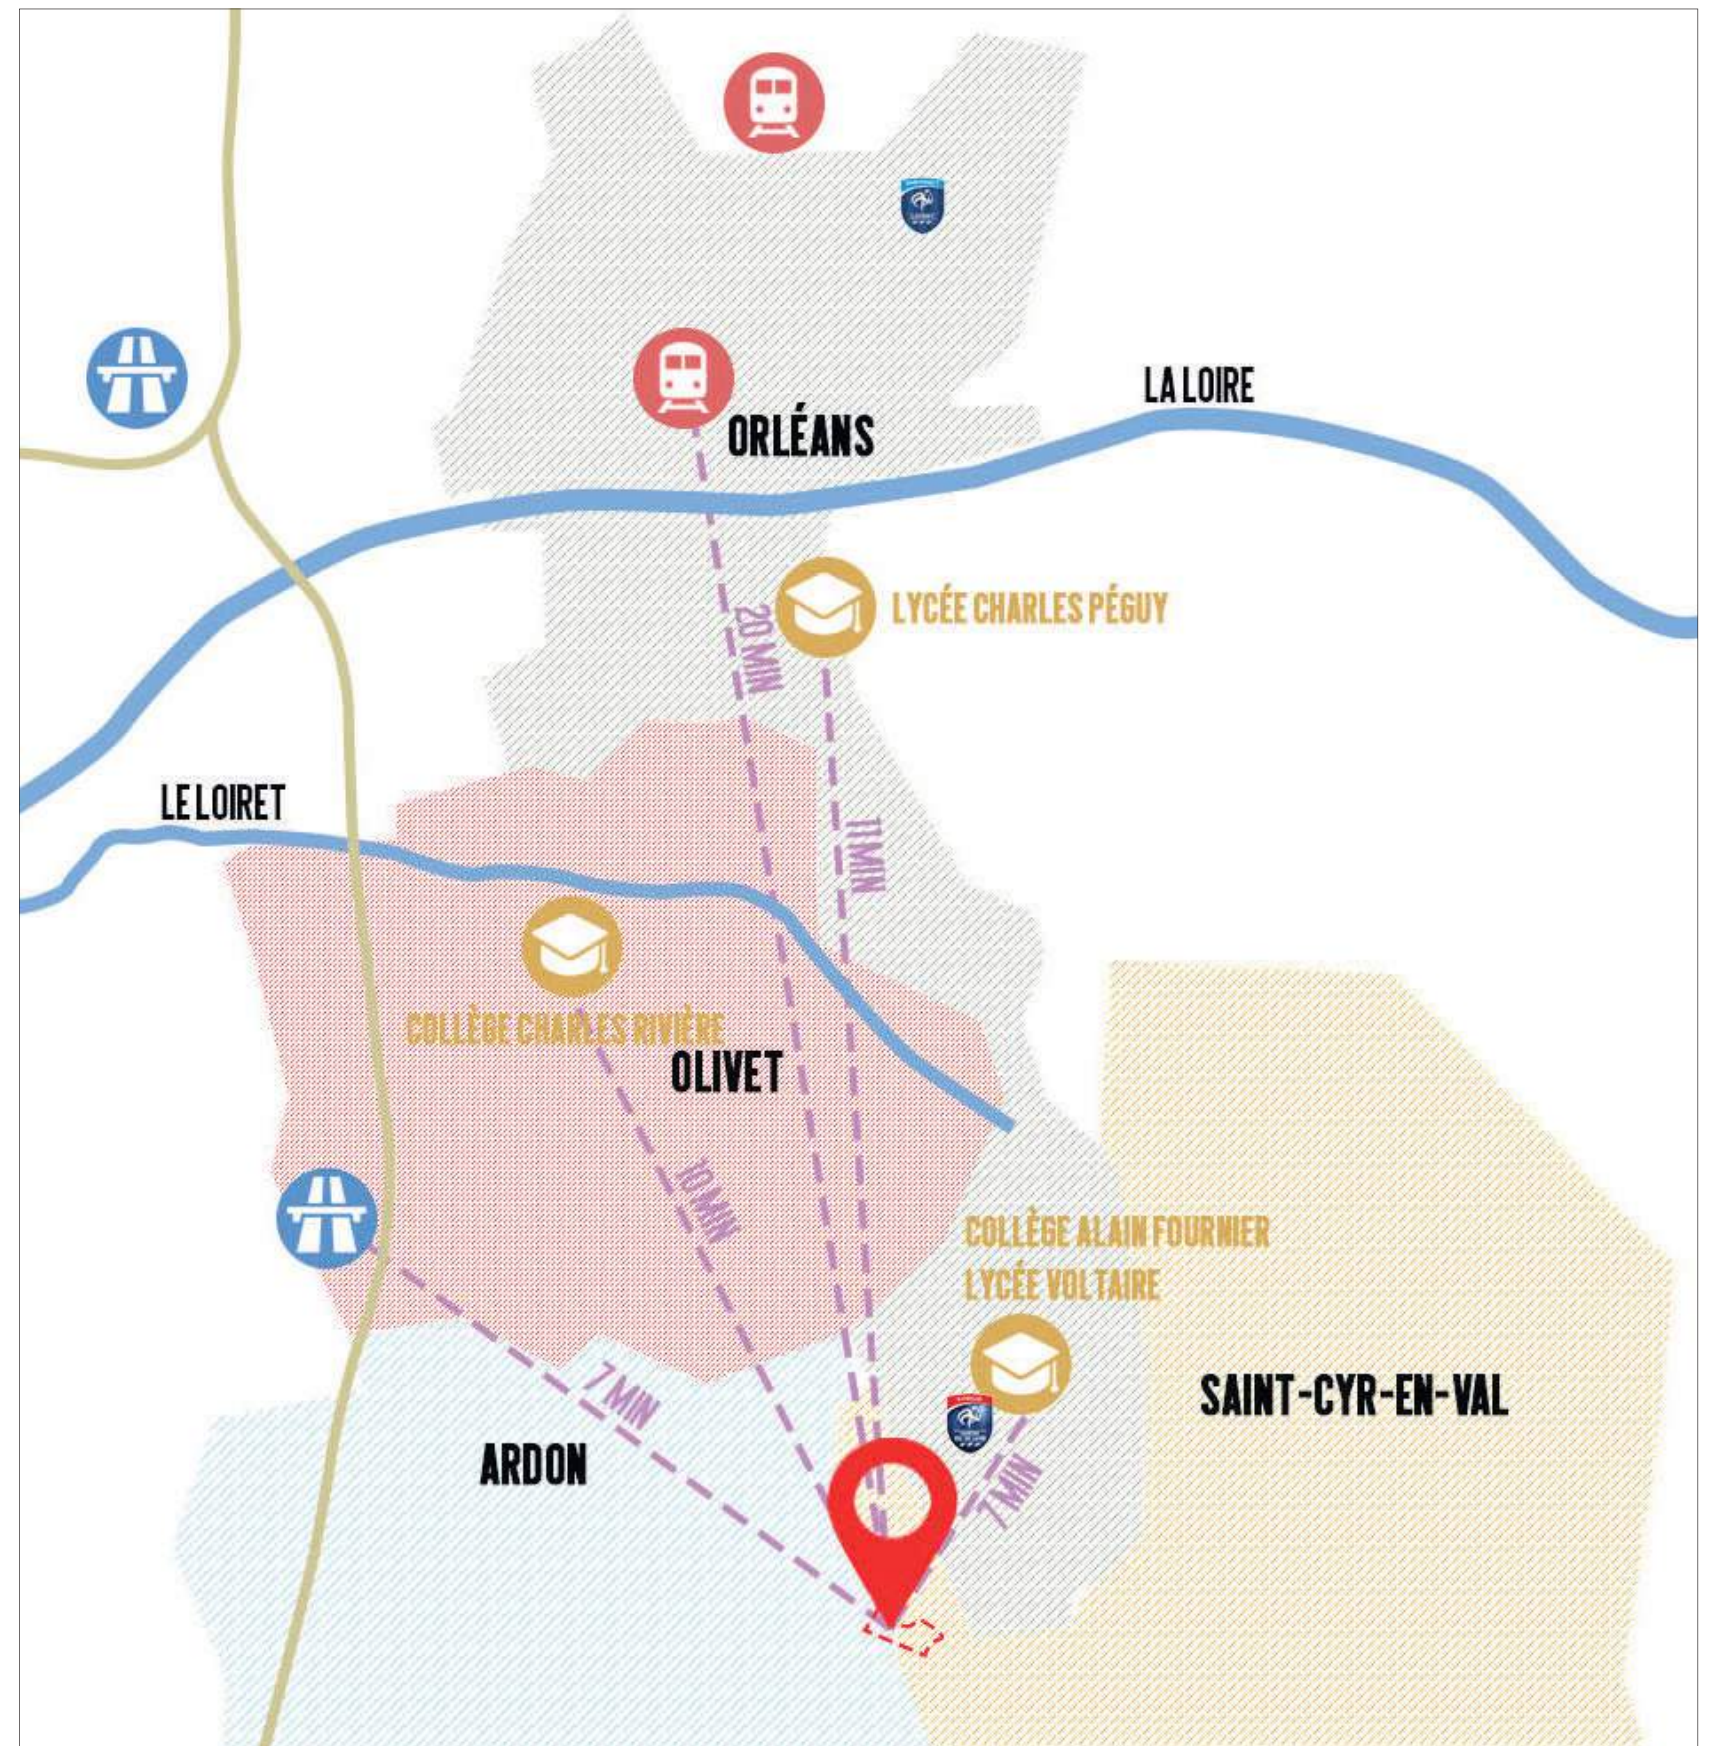 ORLÉANS
LA LOIRE
LYCÉE CHARLES PÉGUY
20 MIN
LE LOIRET
11 MIN
COLLÈGE CHARLES RIVIÈRE
OLIVET
10 MIN
COLLÈGE ALAIN FOURNIER
LYCÉE VOLTAIRE
7 MIN
SAINT-CYR-EN-VAL
ARDON
7 MIN